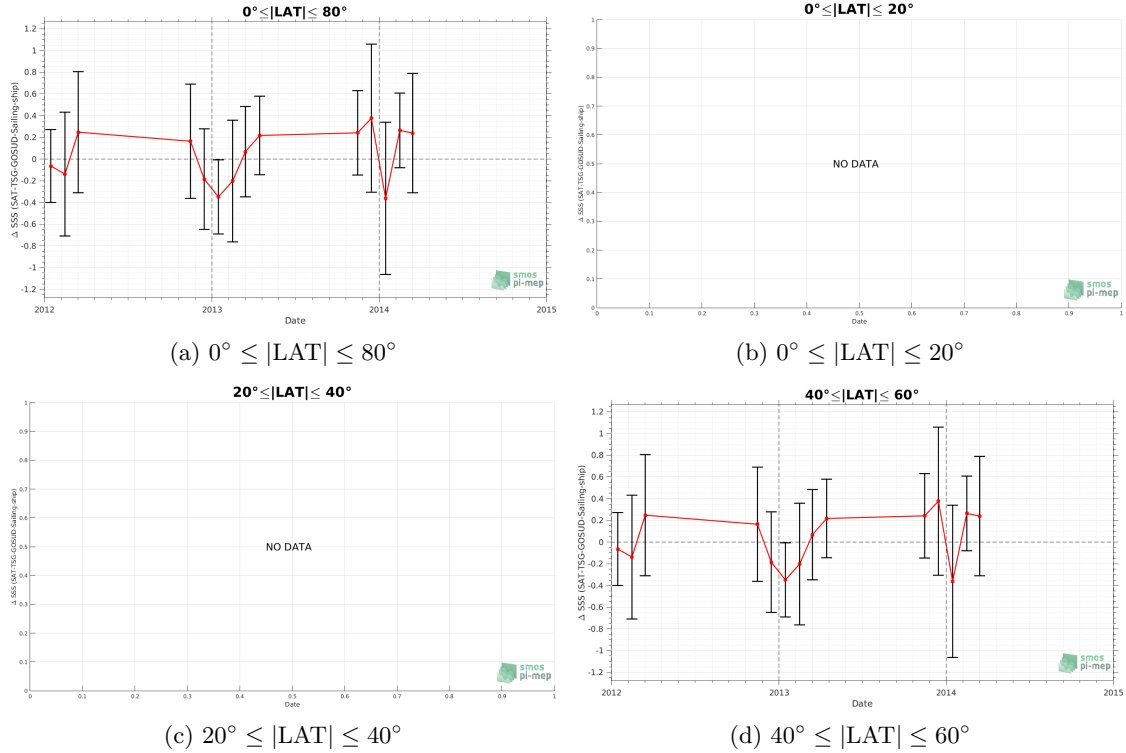 0°≤|LAT|≤ 80°
Δ SSS (SAT-TSG-GOSUD-Sailing-ship)
1.2
1
0.8
0.6
0.4
0.2
0
-0.2
-0.4
-0.6
-0.8
-1
-1.2
2012
2013
2014
2015
Date
smos
pi-mep
(a) 0° ≤ |LAT| ≤ 80°
0°≤|LAT|≤ 20°
Δ SSS (SAT-TSG-GOSUD-Sailing-ship)
1
0.9
0.8
0.7
0.6
0.5
0.4
0.3
0.2
0.1
0
NO DATA
0 0.1 0.2 0.3 0.4 0.5 0.6 0.7 0.8 0.9 1
Date
smos
pi-mep
(b) 0° ≤ |LAT| ≤ 20°
20°≤|LAT|≤ 40°
Δ SSS (SAT-TSG-GOSUD-Sailing-ship)
1
0.9
0.8
0.7
0.6
0.5
0.4
0.3
0.2
0.1
0
NO DATA
0 0.1 0.2 0.3 0.4 0.5 0.6 0.7 0.8 0.9 1
Date
smos
pi-mep
(c) 20° ≤ |LAT| ≤ 40°
40°≤|LAT|≤ 60°
Δ SSS (SAT-TSG-GOSUD-Sailing-ship)
1.2
1
0.8
0.6
0.4
0.2
0
-0.2
-0.4
-0.6
-0.8
-1
-1.2
2012
2013
2014
2015
Date
smos
pi-mep
(d) 40° ≤ |LAT| ≤ 60°